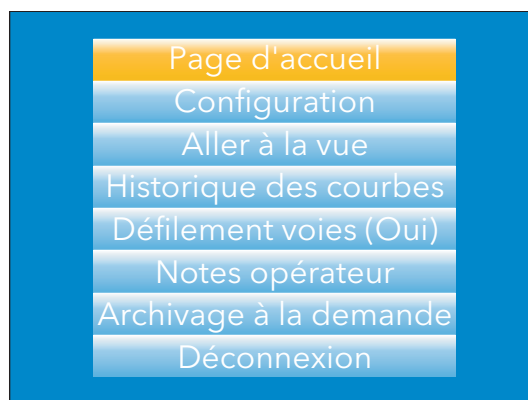 Page d'accueil
Configuration
Aller à la vue
Historique des courbes
Défilement voies (Oui)
Notes opérateur
Archivage à la demande
Déconnexion